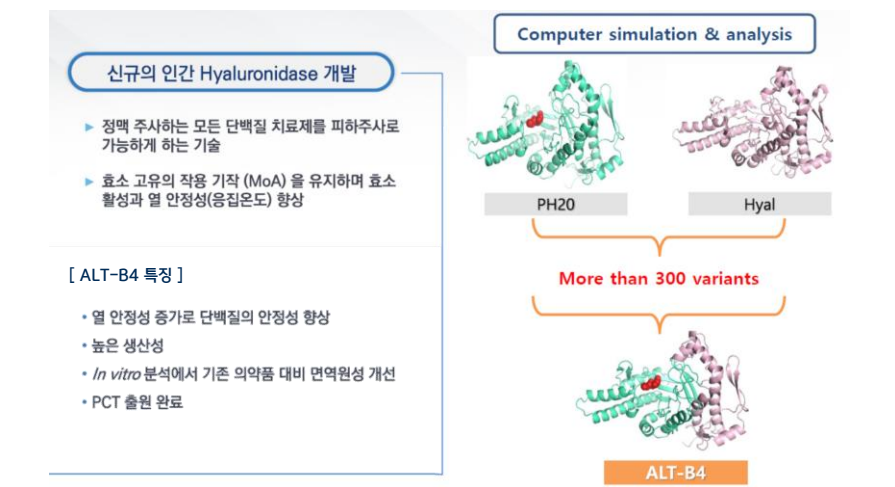 신규의 인간 Hyaluronidase 개발
▶ 정맥 주사하는 모든 단백질 치료제를 피하주사로
가능하게 하는 기술
▶ 효소 고유의 작용 기작 (MoA) 을 유지하며 효소
활성과 열 안정성(응집온도) 향상
[ ALT-B4 특징 ]
• 열 안정성 증가로 단백질의 안정성 향상
• 높은 생산성
• In vitro 분석에서 기존 의약품 대비 면역원성 개선
• PCT 출원 완료
Computer simulation & analysis
PH20
Hyal
More than 300 variants
ALT-B4